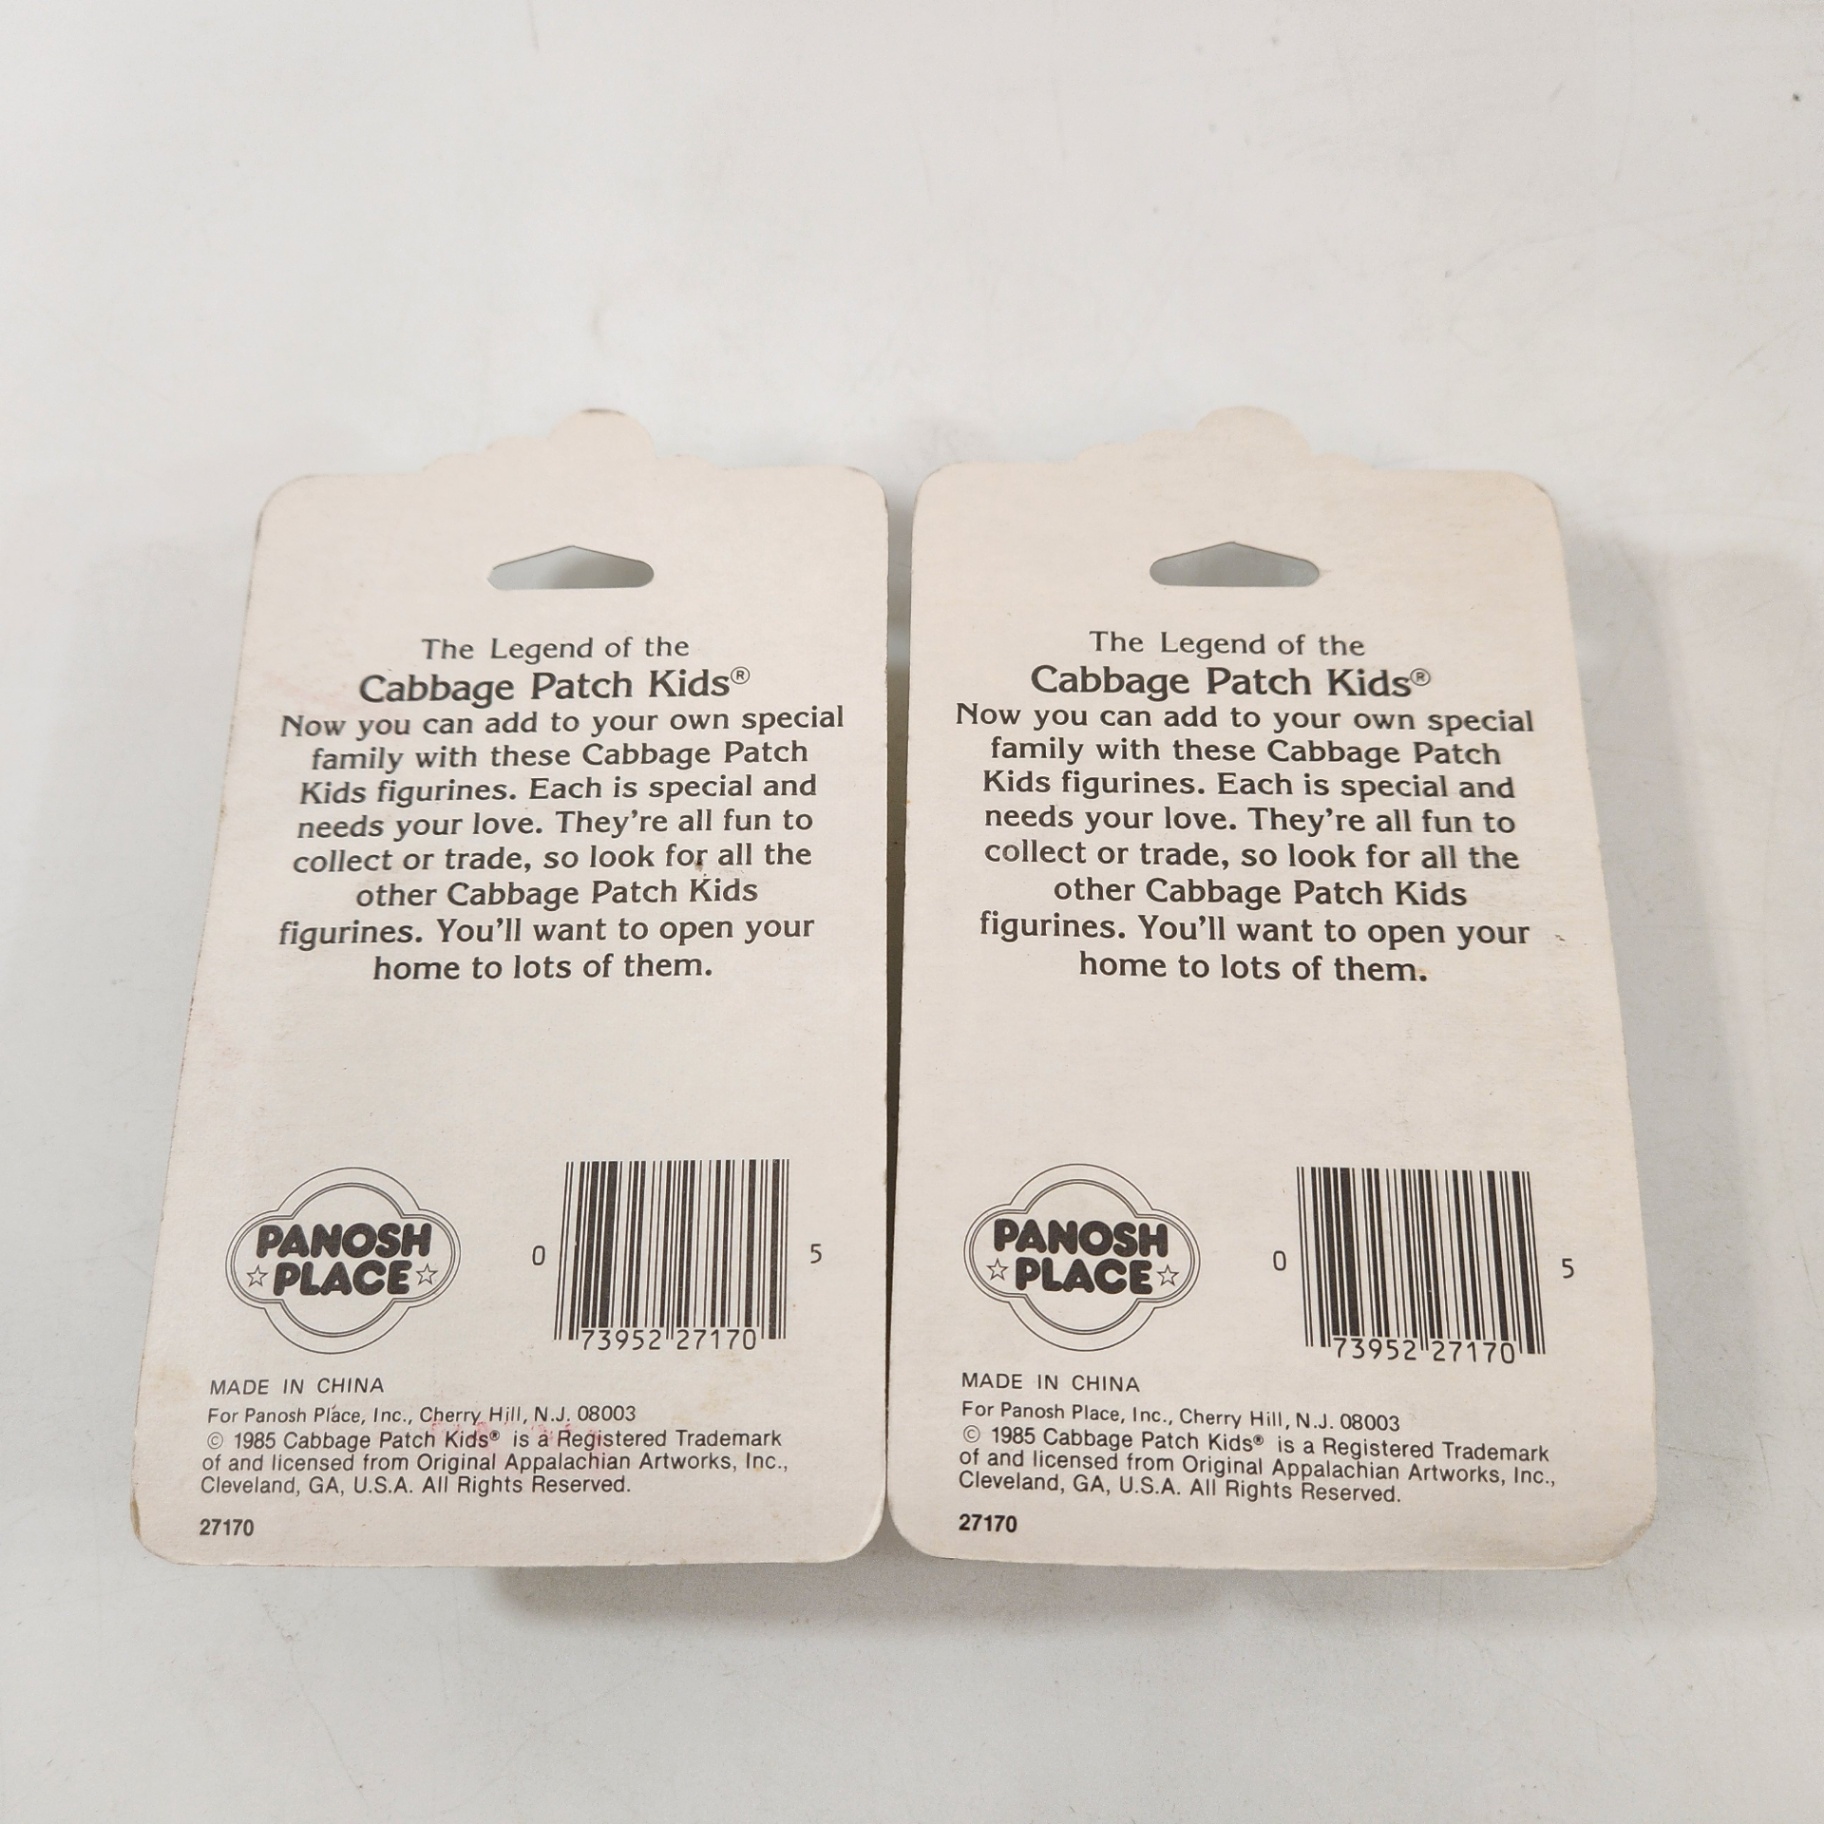 The Legend of the
Cabbage Patch Kids®
Now you can add to your own special
family with these Cabbage Patch
Kids figurines. Each is special and
needs your love. They're all fun to
collect or trade, so look for all the
other Cabbage Patch Kids
figurines. You'll want to open your
home to lots of them.
PANOSH
☆ PLACE ☆
0 73952 27170 5
MADE IN CHINA
For Panosh Place, Inc., Cherry Hill, N.J. 08003
© 1985 Cabbage Patch Kids® is a Registered Trademark
of and licensed from Original Appalachian Artworks, Inc.,
Cleveland, GA, U.S.A. All Rights Reserved.
27170
The Legend of the
Cabbage Patch Kids®
Now you can add to your own special
family with these Cabbage Patch
Kids figurines. Each is special and
needs your love. They're all fun to
collect or trade, so look for all the
other Cabbage Patch Kids
figurines. You'll want to open your
home to lots of them.
PANOSH
☆ PLACE ☆
0 73952 27170 5
MADE IN CHINA
For Panosh Place, Inc., Cherry Hill, N.J. 08003
© 1985 Cabbage Patch Kids® is a Registered Trademark
of and licensed from Original Appalachian Artworks, Inc.,
Cleveland, GA, U.S.A. All Rights Reserved.
27170